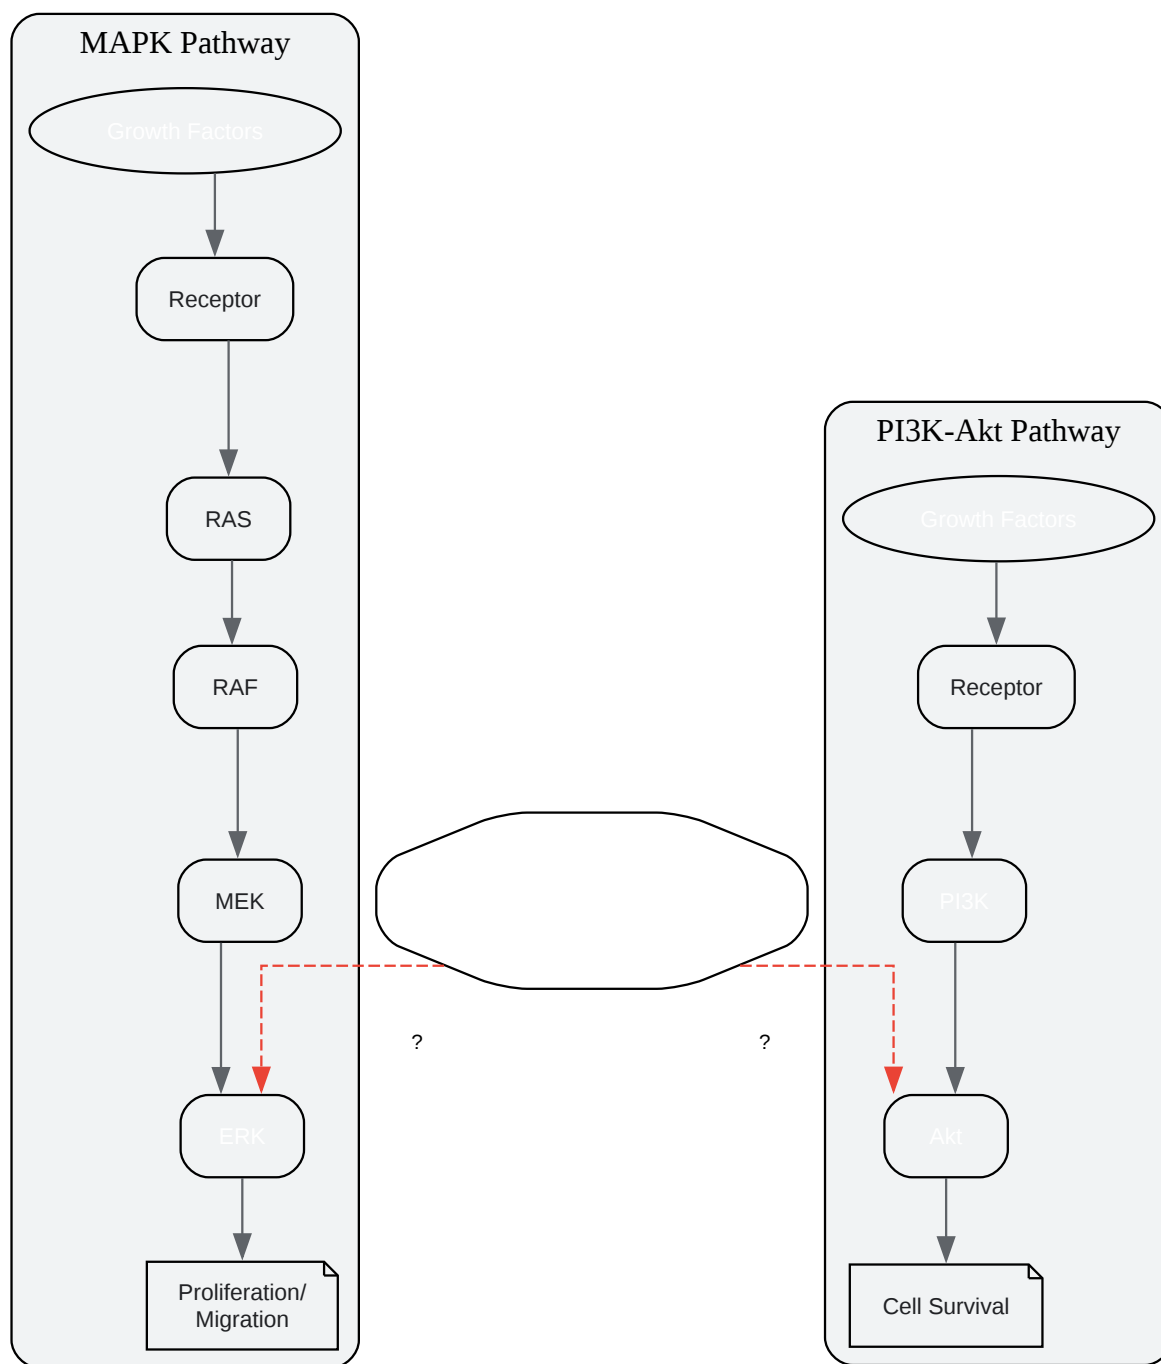 MAPK Pathway
Growth Factors
Receptor
RAS
RAF
MEK
ERK
Proliferation/
Migration
?
?
PI3K-Akt Pathway
Growth Factors
Receptor
PI3K
Akt
Cell Survival